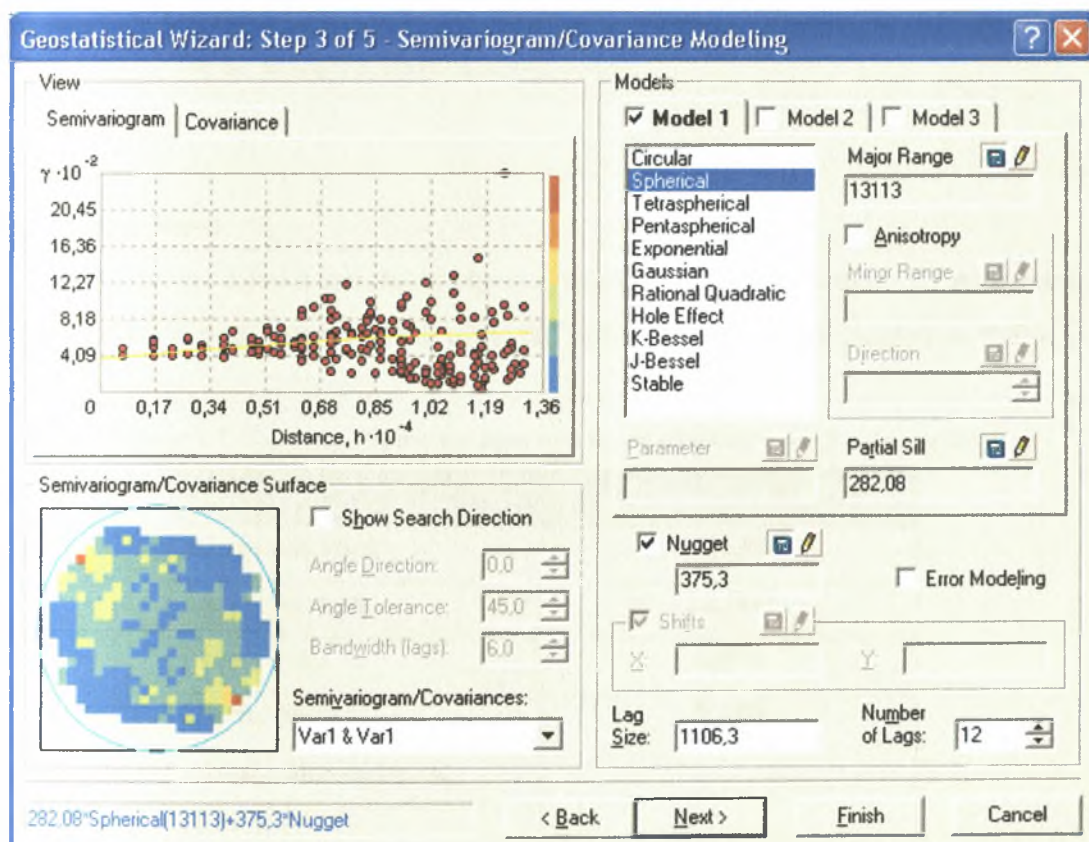 Geostatistical Wizard: Step 3 of 5 - Semivariogram/Covariance Modeling
View
Semivariogram
Covariance
γ·10⁻²
20,45
16,36
12,27
8,18
4,09
0 0,17 0,34 0,51 0,68 0,85 1,02 1,19 1,36
Distance, h·10⁻⁴
Semivariogram/Covariance Surface
Show Search Direction
Angle Direction: 0,0
Angle Tolerance: 45,0
Bandwidth (lags): 6,0
Semivariogram/Covariances:
Var1 & Var1
Models
Model 1 Model 2 Model 3
Circular
Spherical
Tetraspherical
Pentaspherical
Exponential
Gaussian
Rational Quadratic
Hole Effect
K-Bessel
J-Bessel
Stable
Major Range
13113
Anisotropy
Minor Range
Direction
Parameter
Partial Sill
282,08
Nugget
375,3
Error Modeling
Shifts
X: Y:
Lag Size: 1106,3
Number of Lags: 12
282,08*Spherical(13113)+375,3*Nugget
< Back Next > Finish Cancel